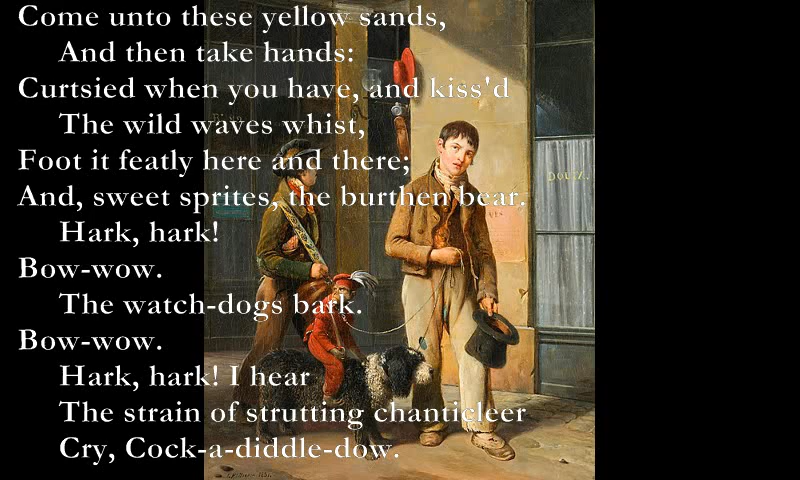 Come unto these yellow sands,
And then take hands:
Curtsied when you have, and kiss'd
The wild waves whist,
Foot it featly here and there;
And, sweet sprites, the burthen bear.
Hark, hark!
Bow-wow.
The watch-dogs bark.
Bow-wow.
Hark, hark! I hear
The strain of strutting chanticleer
Cry, Cock-a-diddle-dow.